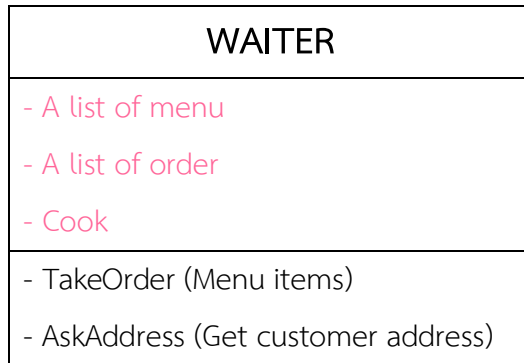 WAITER
- A list of menu
- A list of order
- Cook
- TakeOrder (Menu items)
- AskAddress (Get customer address)